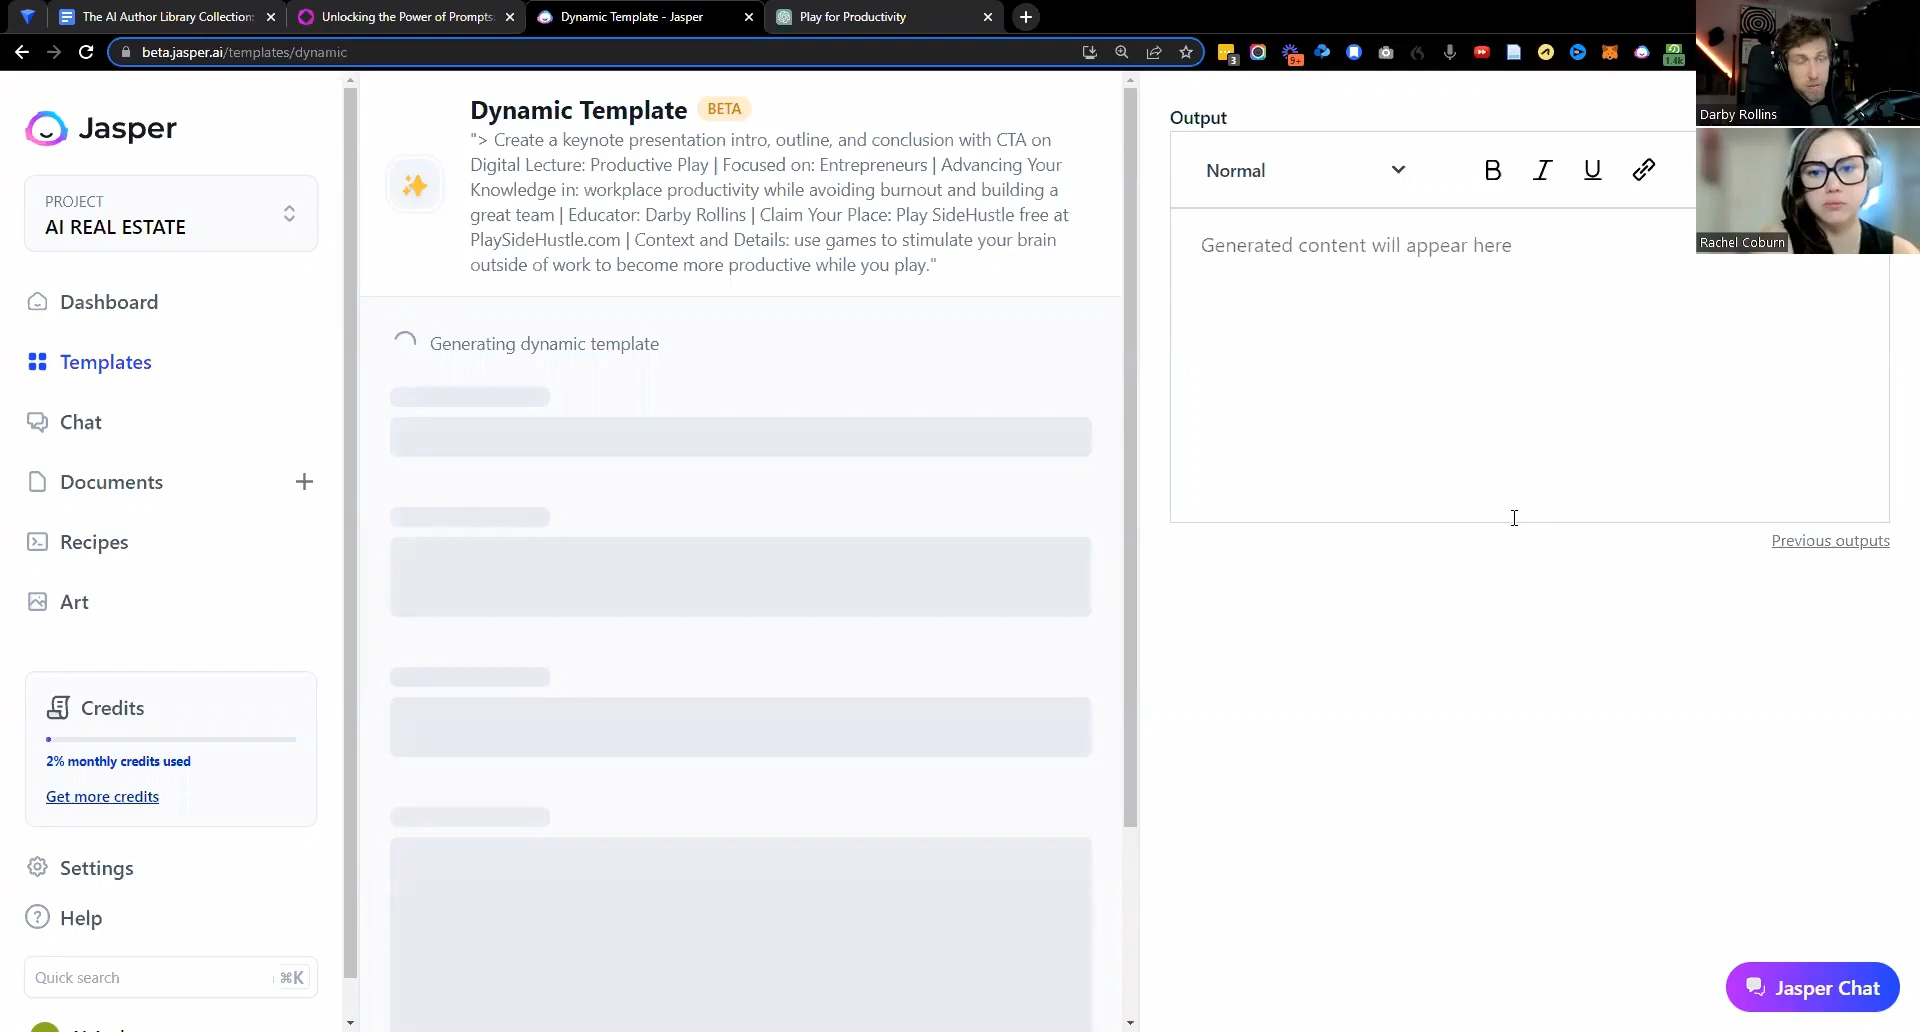 The AI Author Library Collection:
Unlocking the Power of Prompts:
Dynamic Template - Jasper
Play for Productivity
beta.jasper.ai/templates/dynamic
3
9+
1.4k
Jasper
PROJECT
AI REAL ESTATE
Dashboard
Templates
Chat
Documents
Recipes
Art
Credits
2% monthly credits used
Get more credits
Settings
Help
Quick search
⌘K
Dynamic Template BETA
"> Create a keynote presentation intro, outline, and conclusion with CTA on
Digital Lecture: Productive Play | Focused on: Entrepreneurs | Advancing Your
Knowledge in: workplace productivity while avoiding burnout and building a
great team | Educator: Darby Rollins | Claim Your Place: Play SideHustle free at
PlaySideHustle.com | Context and Details: use games to stimulate your brain
outside of work to become more productive while you play."
Generating dynamic template
Output
Normal
B I U
Generated content will appear here
Previous outputs
Jasper Chat
Darby Rollins
Rachel Coburn